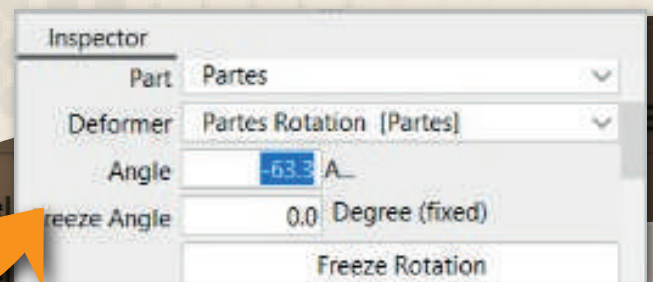 Inspector
Part Partes
Deformer Partes Rotation [Partes]
Angle -63.3 A...
reeze Angle 0.0 Degree (fixed)
Freeze Rotation